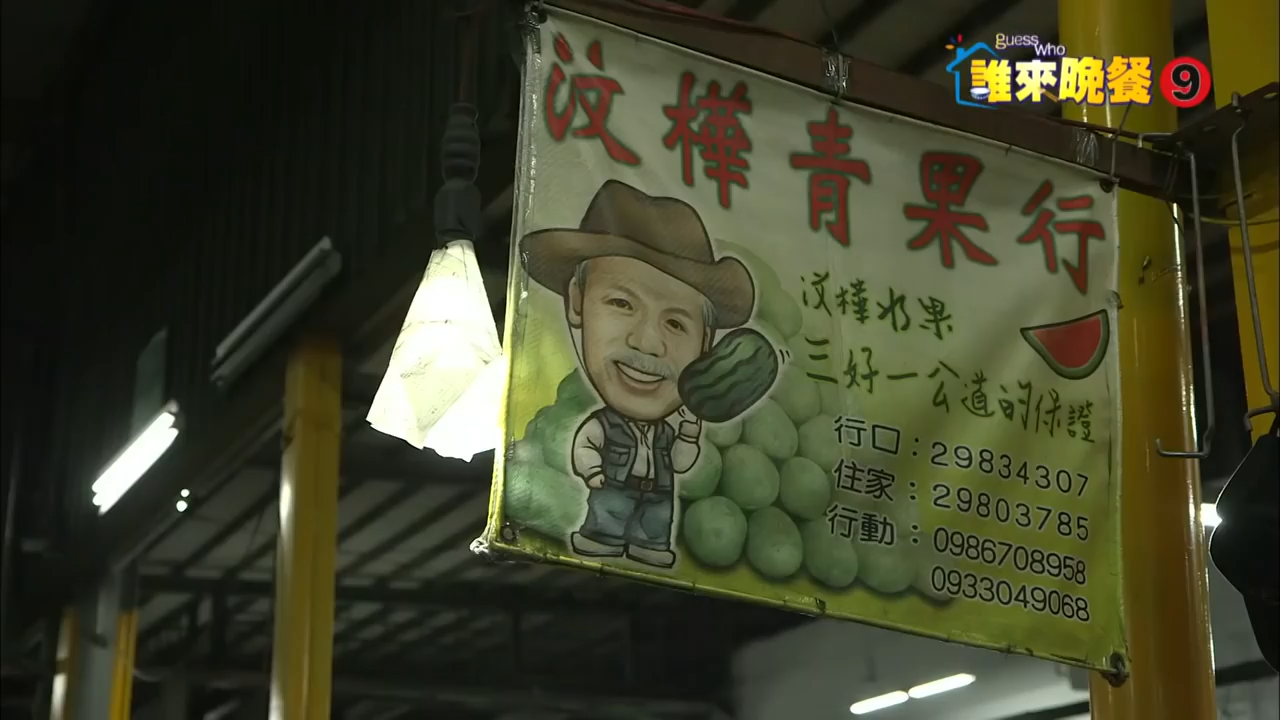 guess who
誰來晚餐 9
汶樺青果行
汶樺水果
三好一公道的保證
行口：29834307
住家：29803785
行動：0986708958
0933049068